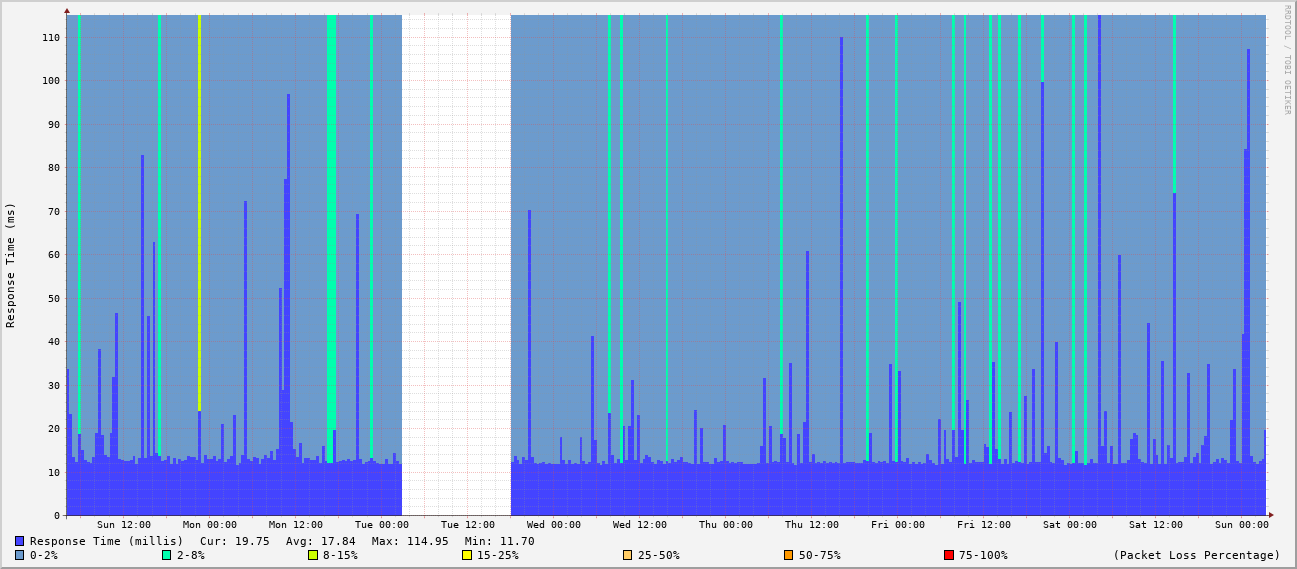 RRDTOOL / TOBI OETIKER
Response Time (ms)
110
100
90
80
70
60
50
40
30
20
10
0
Sun 12:00 Mon 00:00 Mon 12:00 Tue 00:00 Tue 12:00 Wed 00:00 Wed 12:00 Thu 00:00 Thu 12:00 Fri 00:00 Fri 12:00 Sat 00:00 Sat 12:00 Sun 00:00
Response Time (millis) Cur: 19.75 Avg: 17.84 Max: 114.95 Min: 11.70
0-2% 2-8% 8-15% 15-25% 25-50% 50-75% 75-100% (Packet Loss Percentage)